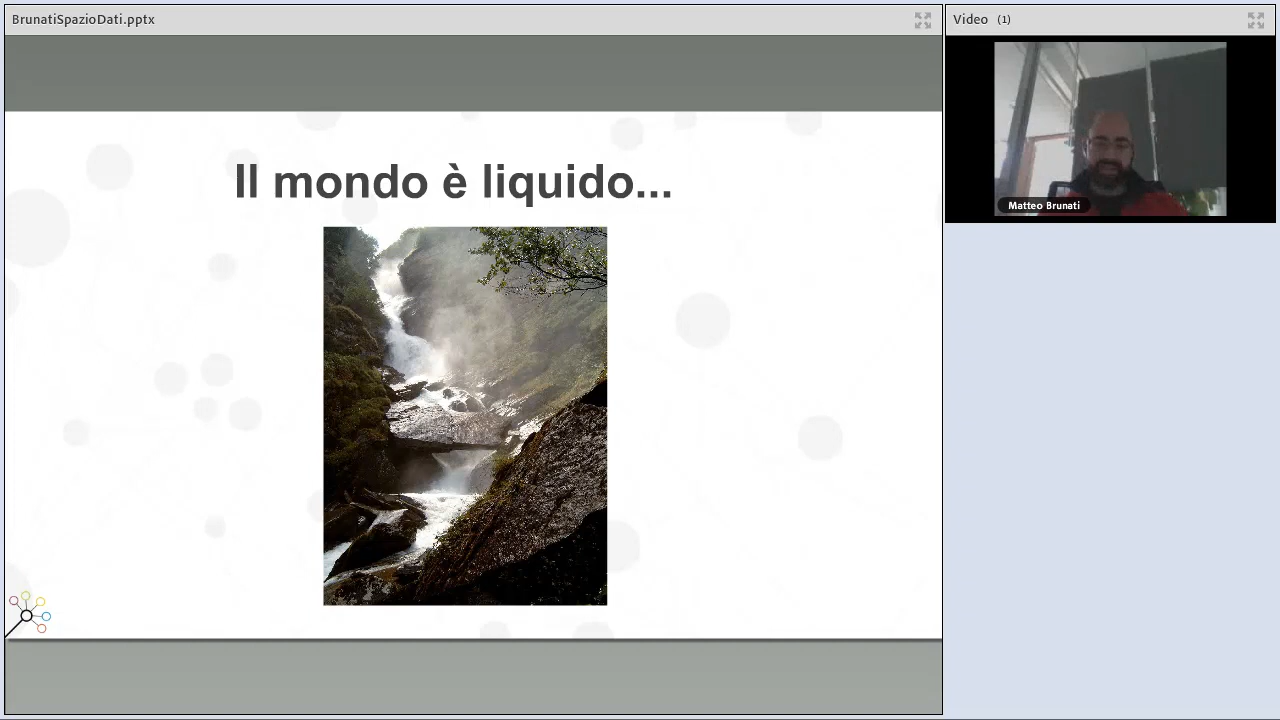 BrunatiSpazioDati.pptx
Video (1)
Il mondo è liquido...
Matteo Brunati